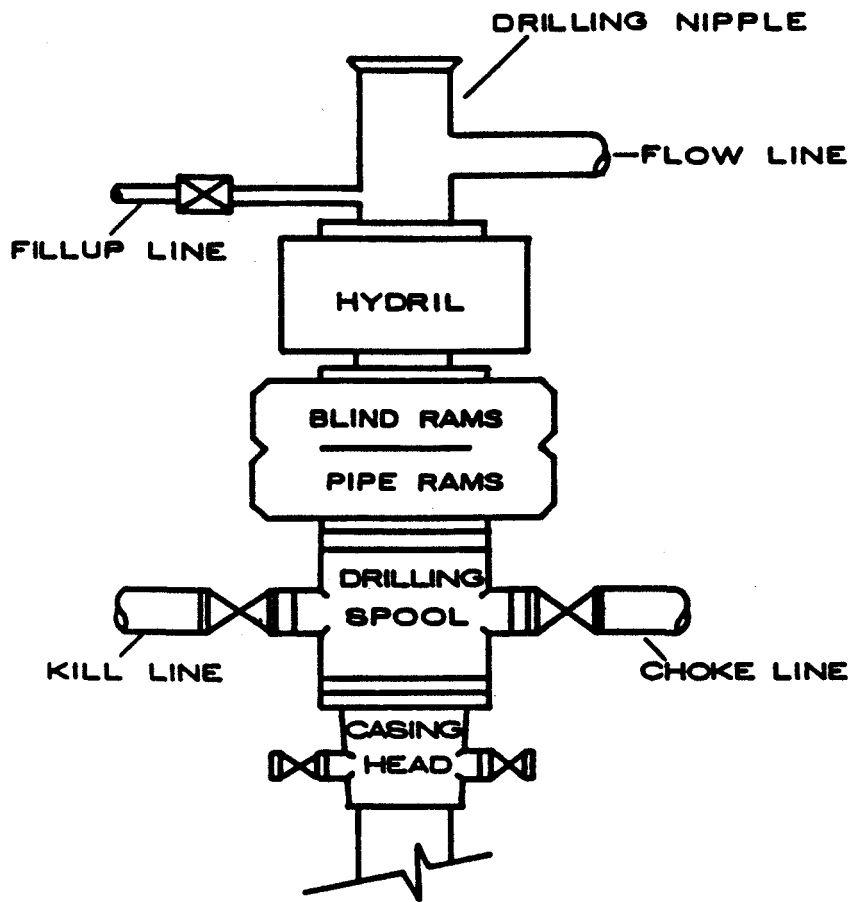 DRILLING NIPPLE
FLOW LINE
FILLUP LINE
HYDRIL
BLIND RAMS
PIPE RAMS
DRILLING
SPOOL
KILL LINE
CHOKE LINE
CASING
HEAD